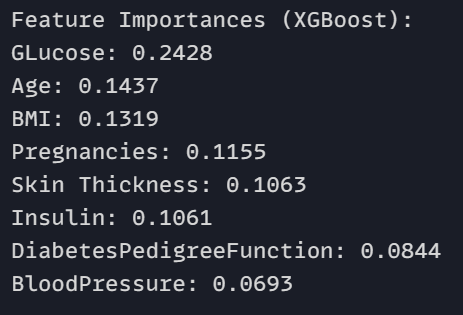 Feature Importances (XGBoost):
GLucose: 0.2428
Age: 0.1437
BMI: 0.1319
Pregnancies: 0.1155
Skin Thickness: 0.1063
Insulin: 0.1061
DiabetesPedigreeFunction: 0.0844
BloodPressure: 0.0693